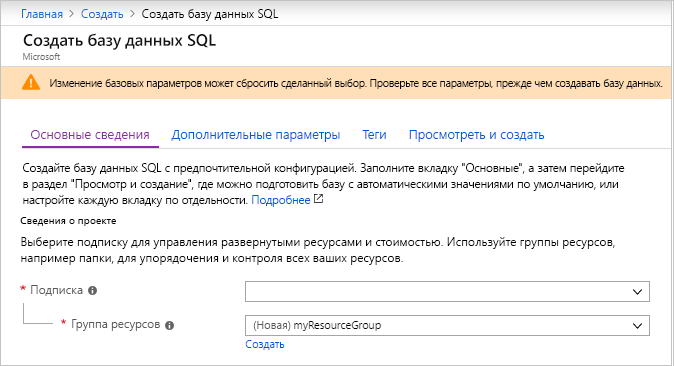 Главная > Создать > Создать базу данных SQL
Создать базу данных SQL
Microsoft
Изменение базовых параметров может сбросить сделанный выбор. Проверьте все параметры, прежде чем создавать базу данных.
Основные сведения Дополнительные параметры Теги Просмотреть и создать
Создайте базу данных SQL с предпочтительной конфигурацией. Заполните вкладку "Основные", а затем перейдите
в раздел "Просмотр и создание", где можно подготовить базу с автоматическими значениями по умолчанию, или
настройте каждую вкладку по отдельности. Подробнее
Сведения о проекте
Выберите подписку для управления развернутыми ресурсами и стоимостью. Используйте группы ресурсов,
например папки, для упорядочения и контроля всех ваших ресурсов.
* Подписка
* Группа ресурсов (Новая) myResourceGroup
Создать